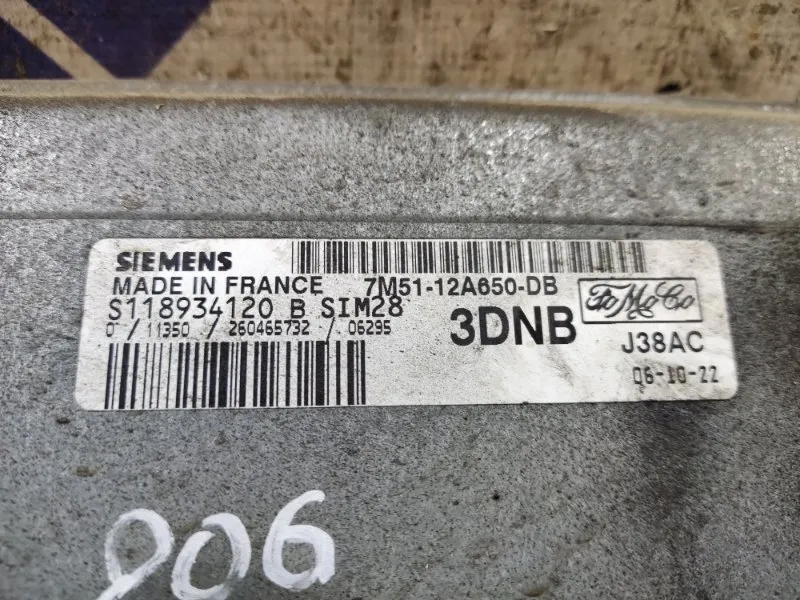 SIEMENS
MADE IN FRANCE 7M51-12A650-DB
S118934120 B SIM28
0 / 11350 / 260465732 / 06295
3DNB
FoMoCo
J38AC
06-10-22
906